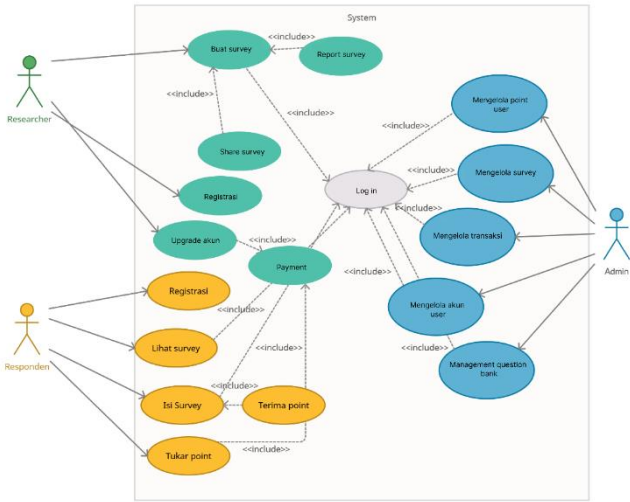 System
<<include>>
Buat survey
Report survey
<<include>>
<<include>>
Mengelola point
user
Researcher
<<include>>
Share survey
Mengelola survey
<<include>>
Registrasi
Log in
<<include>>
Mengelola transaksi
Upgrade akun
<<include>>
Payment
<<include>>
Admin
Registrasi
<<include>>
Mengelola akun
user
Lihat survey
<<include>>
<<include>>
Responden
Management question
bank
<<include>>
Isi Survey
Terima point
Tukar point
<<include>>